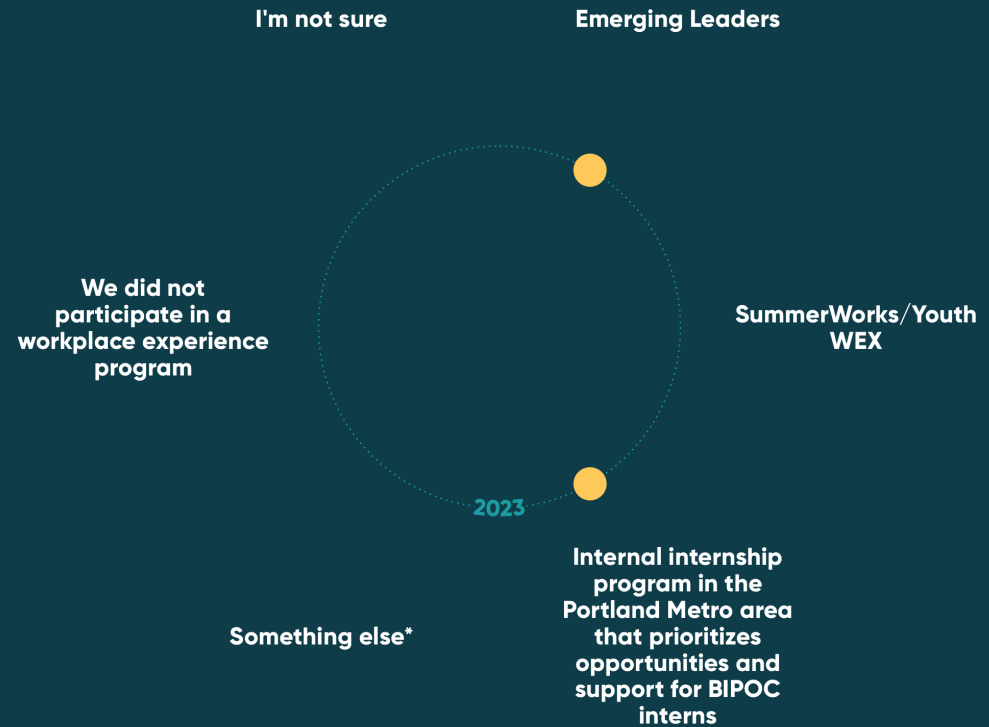 I'm not sure
Emerging Leaders
We did not
participate in a
workplace experience
program
SummerWorks/Youth
WEX
2023
Something else*
Internal internship
program in the
Portland Metro area
that prioritizes
opportunities and
support for BIPOC
interns